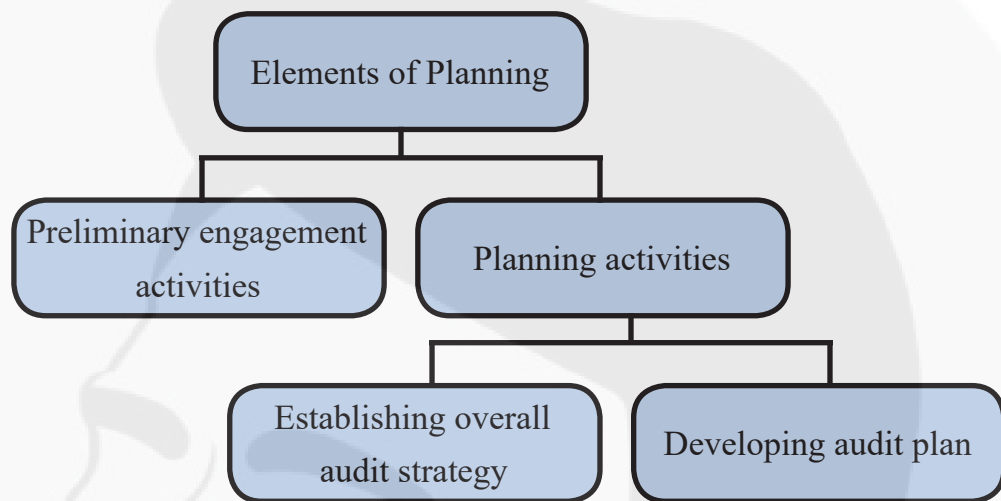 Elements of Planning
Preliminary engagement
activities
Planning activities
Establishing overall
audit strategy
Developing audit plan